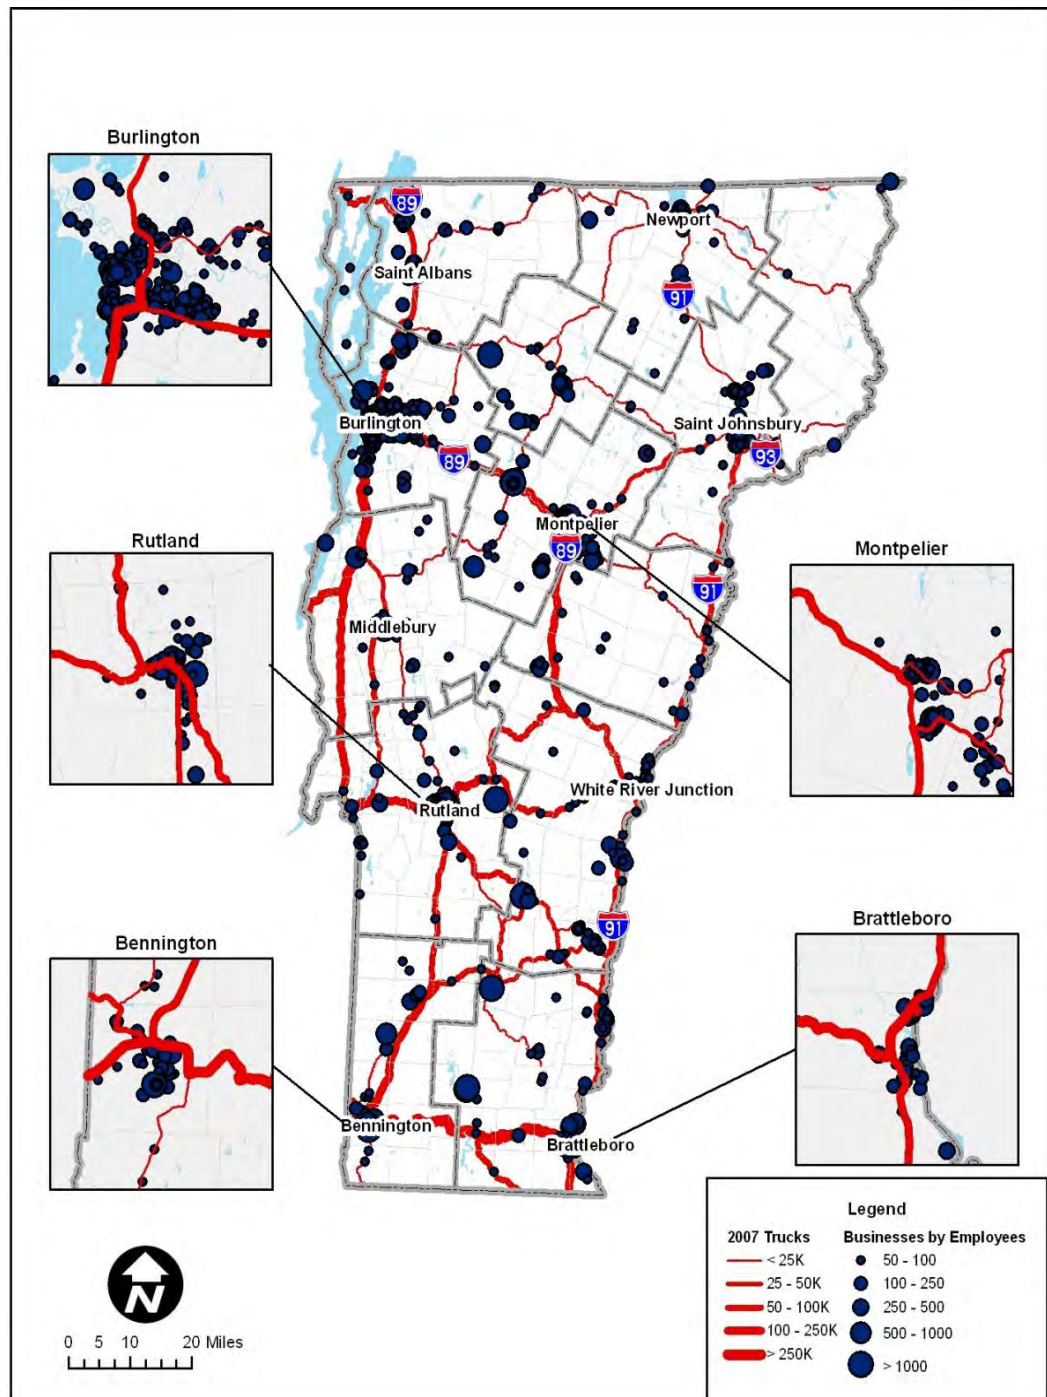 Burlington
89
Newport
Saint Albans
91
Burlington
Saint Johnsbury
89
93
Rutland
Montpelier
89
Montpelier
91
Middlebury
White River Junction
Rutland
Bennington
91
Brattleboro
Bennington
Brattleboro
Legend
2007 Trucks
Businesses by Employees
< 25K
50 - 100
25 - 50K
100 - 250
50 - 100K
250 - 500
100 - 250K
500 - 1000
> 250K
> 1000
N
0 5 10 20 Miles